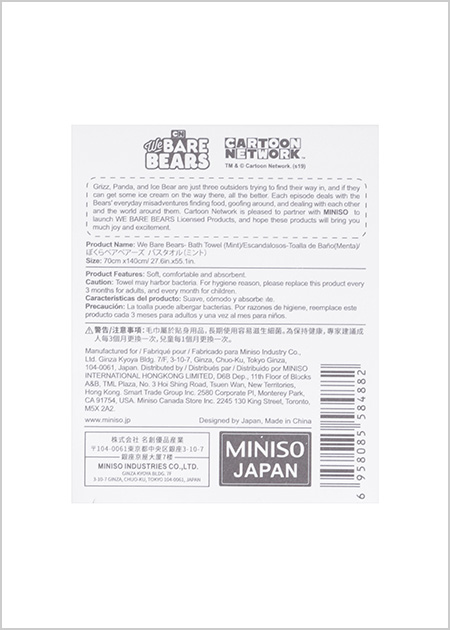 CN
We BARE BEARS
CARTOON NETWORK
TM & © Cartoon Network. (s19)
Grizz, Panda, and Ice Bear are just three outsiders trying to find their way in, and if they
can get some ice cream on the way there, all the better. Each episode deals with the
Bears' everyday misadventures finding food, goofing around, and dealing with each other
and the world around them. Cartoon Network is pleased to partner with MINISO to
launch WE BARE BEARS Licensed Products, and hope these products will bring you
much joy and excitement.
Product Name: We Bare Bears- Bath Towel (Mint)/Escandalosos-Toalla de Baño(Menta)/
ぼくらベアベアーズ バスタオル(ミント)
Size: 70cm x140cm/ 27.6in.x55.1in.
Product Features: Soft, comfortable and absorbent.
Caution: Towel may harbor bacteria. For hygiene reason, please replace this product every
3 months for adults, and every month for children.
Características del producto: Suave, cómodo y absorbe te.
Precaución: La toalla puede albergar bacterias. Por razones de higiene, reemplace este
producto cada 3 meses para adultos y una vez al mes para niños.
⚠警告/注意事項: 毛巾屬於貼身用品, 長期使用容易滋生細菌, 為保持健康, 專家建議成
人每3個月更換一次, 兒童每1個月更換一次.
Manufactured for / Fabriqué pour / Fabricado para Miniso Industry Co.,
Ltd. Ginza Kyoya Bldg. 7/F, 3-10-7, Ginza, Chuo-Ku, Tokyo Ginza,
104-0061, Japan. Distributed by / Distribués par / Distribuido por MINISO
INTERNATIONAL HONGKONG LIMITED, D6B Dep., 11th Floor of Blucks
A&B, TML Plaza, No. 3 Hoi Shing Road, Tsuen Wan, New Territories,
Hong Kong. Smart Trade Group Inc. 2580 Corporate Pl, Monterey Park,
CA 91754, USA. Miniso Canada Store Inc. 2245 130 King Street, Toronto,
M5X 2A2.
www.miniso.jp
Designed by Japan, Made in China
株式会社 名創優品産業
〒104-0061東京都中央区銀座3-10-7
銀座京屋大厦7樓
MINISO INDUSTRIES CO.,LTD.
GINZA KYOYA BLDG. 7F
3-10-7 GINZA, CHUO-KU, TOKYO 104-0061, JAPAN
MINISO
JAPAN
6 958085 584882